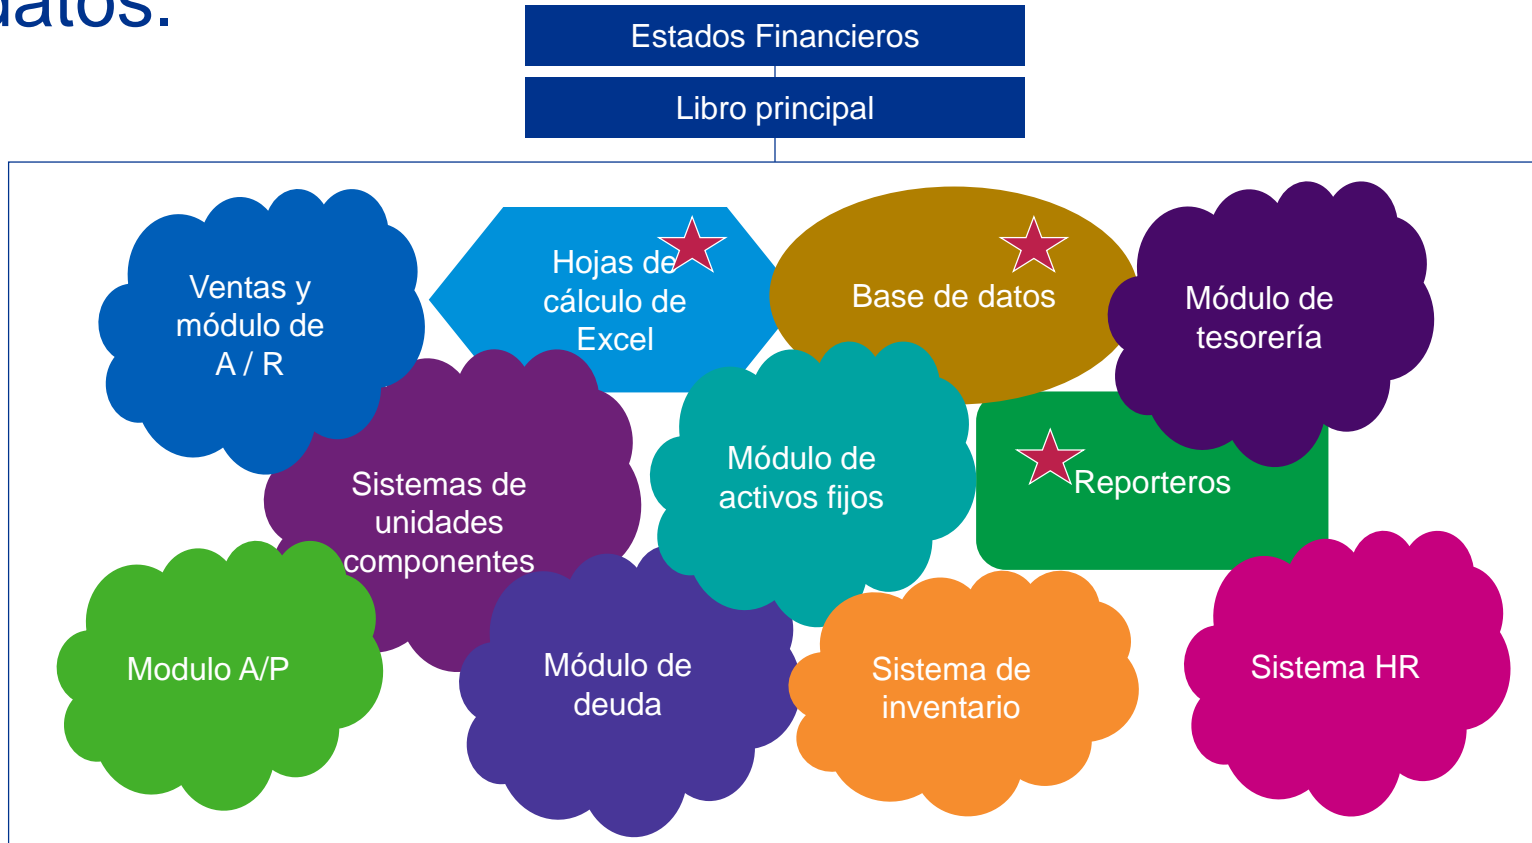 datos.
Estados Financieros
Libro principal
Ventas y
módulo de
A / R
Hojas de
cálculo de
Excel
Base de datos
Módulo de
tesorería
Sistemas de
unidades
componentes
Módulo de
activos fijos
Reporteros
Modulo A/P
Módulo de
deuda
Sistema de
inventario
Sistema HR